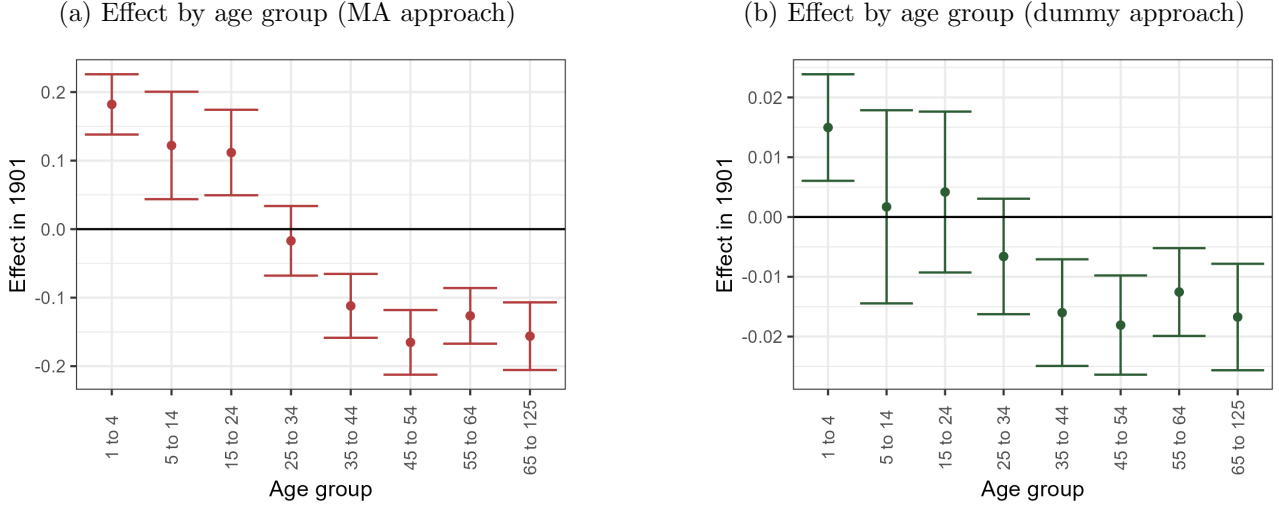 (a) Effect by age group (MA approach)
Effect in 1901
0.2
0.1
0.0
-0.1
-0.2
1 to 4
5 to 14
15 to 24
25 to 34
35 to 44
45 to 54
55 to 64
65 to 125
Age group
(b) Effect by age group (dummy approach)
Effect in 1901
0.02
0.01
0.00
-0.01
-0.02
1 to 4
5 to 14
15 to 24
25 to 34
35 to 44
45 to 54
55 to 64
65 to 125
Age group